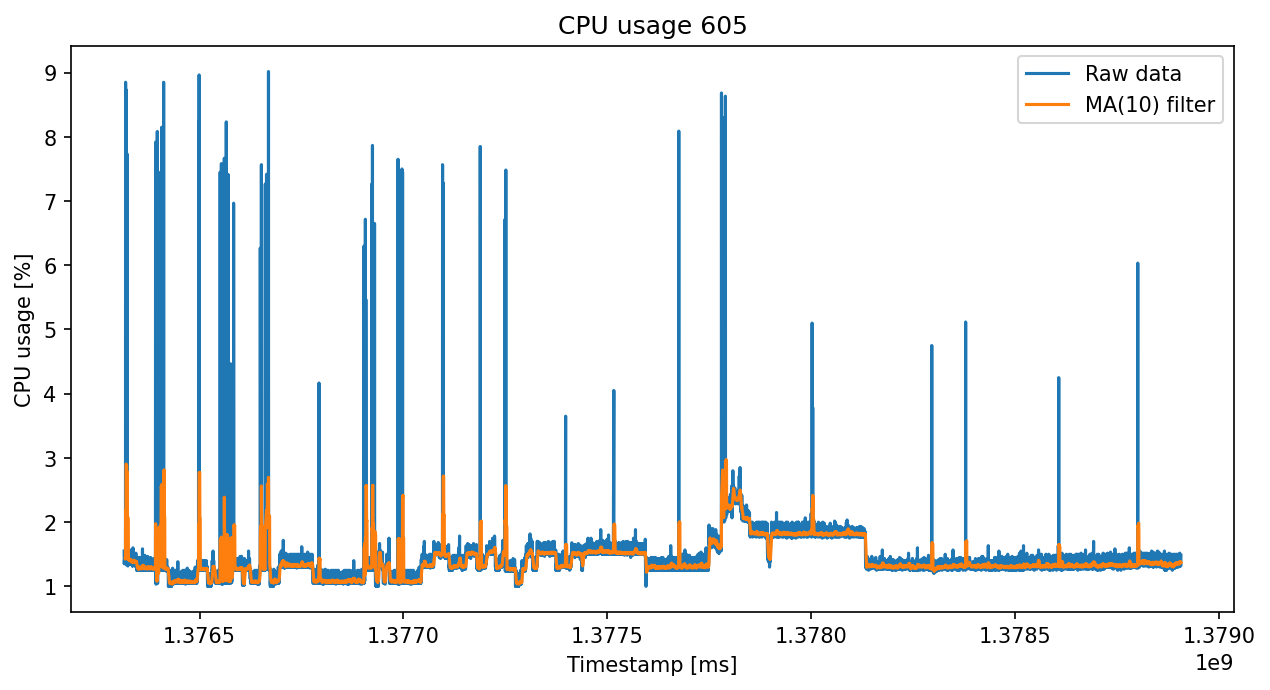 CPU usage 605
Raw data
MA(10) filter
CPU usage [%]
9
8
7
6
5
4
3
2
1
1.3765 1.3770 1.3775 1.3780 1.3785 1.3790
1e9
Timestamp [ms]